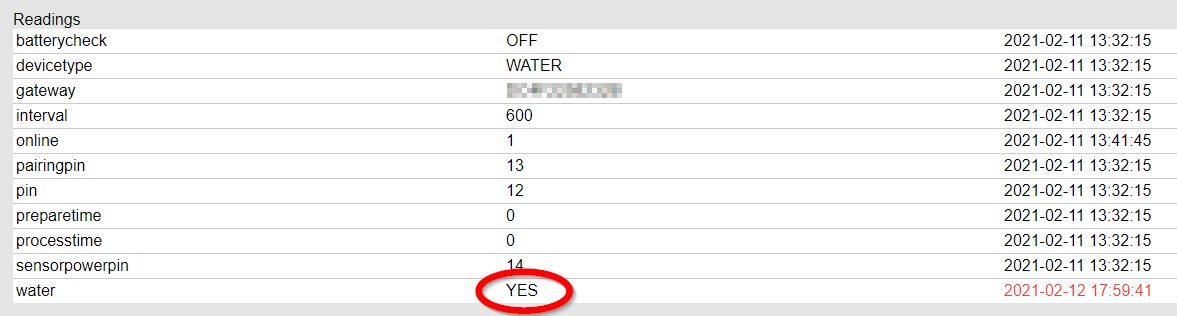 Readings
batterycheck OFF 2021-02-11 13:32:15
devicetype WATER 2021-02-11 13:32:15
gateway 2021-02-11 13:32:15
interval 600 2021-02-11 13:32:15
online 1 2021-02-11 13:41:45
pairingpin 13 2021-02-11 13:32:15
pin 12 2021-02-11 13:32:15
preparetime 0 2021-02-11 13:32:15
processtime 0 2021-02-11 13:32:15
sensorpowerpin 14 2021-02-11 13:32:15
water YES 2021-02-12 17:59:41